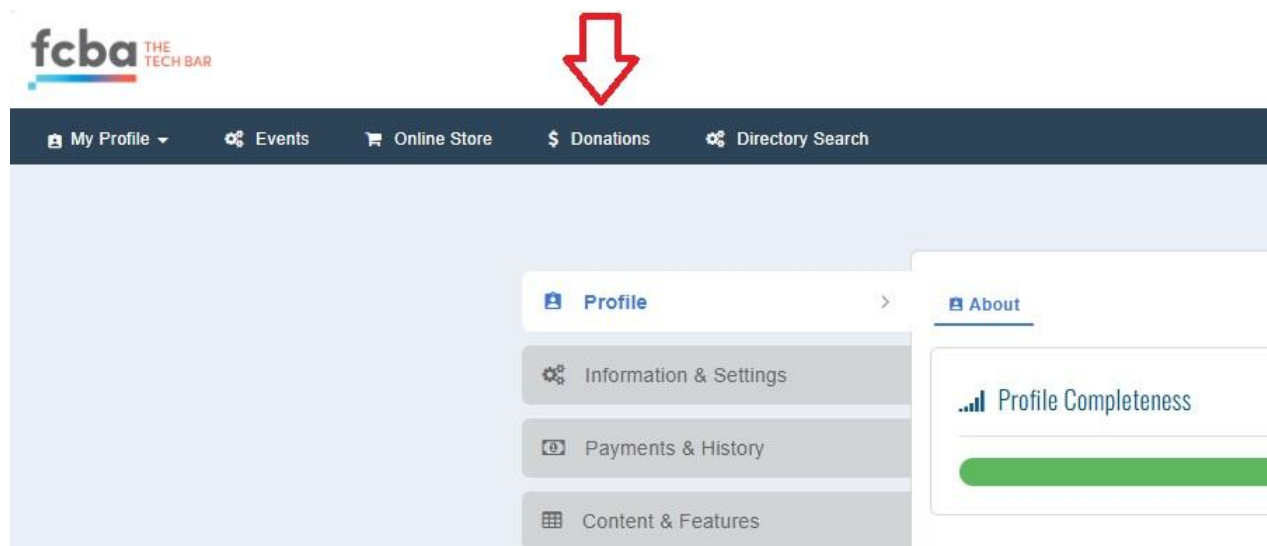 fcba THE
TECH BAR
My Profile Events Online Store $ Donations Directory Search
Profile
About
Information & Settings
Profile Completeness
Payments & History
Content & Features